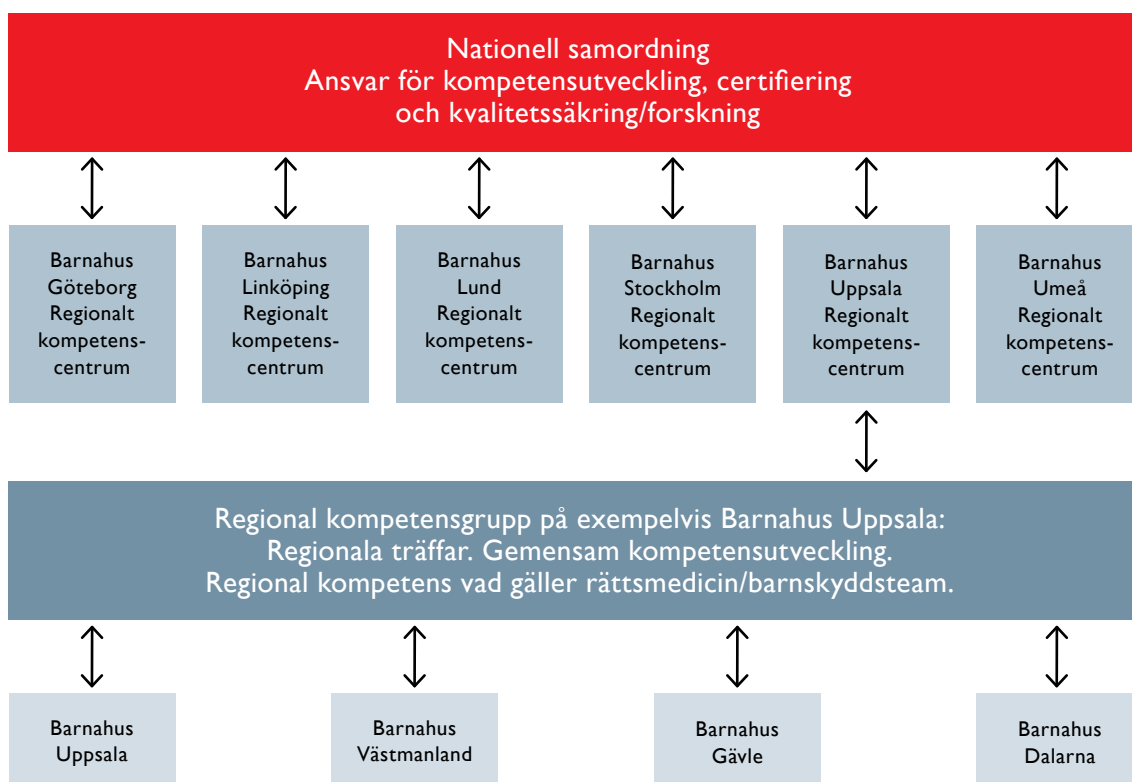 Nationell samordning
Ansvar för kompetensutveckling, certifiering
och kvalitetssäkring/forskning
Barnahus
Göteborg
Regionalt
kompetens-
centrum
Barnahus
Linköping
Regionalt
kompetens-
centrum
Barnahus
Lund
Regionalt
kompetens-
centrum
Barnahus
Stockholm
Regionalt
kompetens-
centrum
Barnahus
Uppsala
Regionalt
kompetens-
centrum
Barnahus
Umeå
Regionalt
kompetens-
centrum
Regional kompetensgrupp på exempelvis Barnahus Uppsala:
Regionala träffar. Gemensam kompetensutveckling.
Regional kompetens vad gäller rättsmedicin/barnskyddsteam.
Barnahus
Uppsala
Barnahus
Västmanland
Barnahus
Gävle
Barnahus
Dalarna